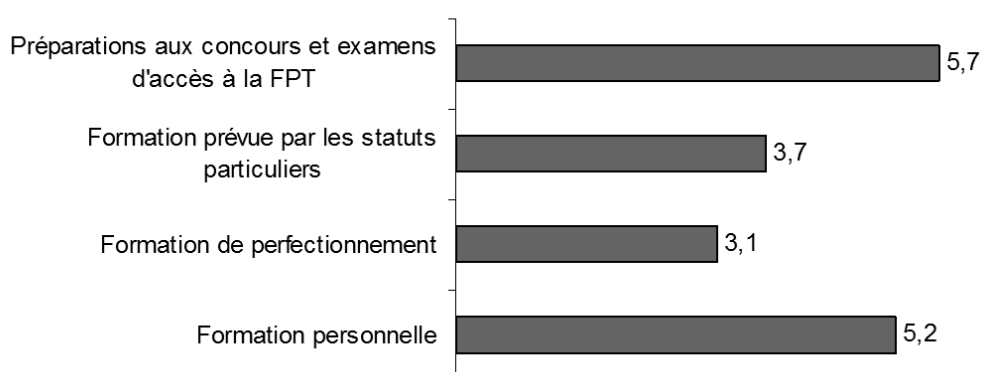 Préparations aux concours et examens
d'accès à la FPT
5,7
Formation prévue par les statuts
particuliers
3,7
Formation de perfectionnement
3,1
Formation personnelle
5,2